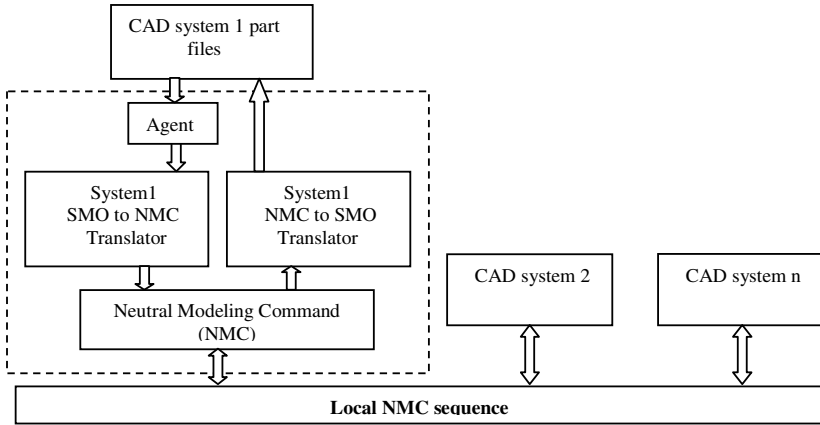 CAD system 1 part
files
Agent
System1
SMO to NMC
Translator
System1
NMC to SMO
Translator
Neutral Modeling Command
(NMC)
CAD system 2
CAD system n
Local NMC sequence